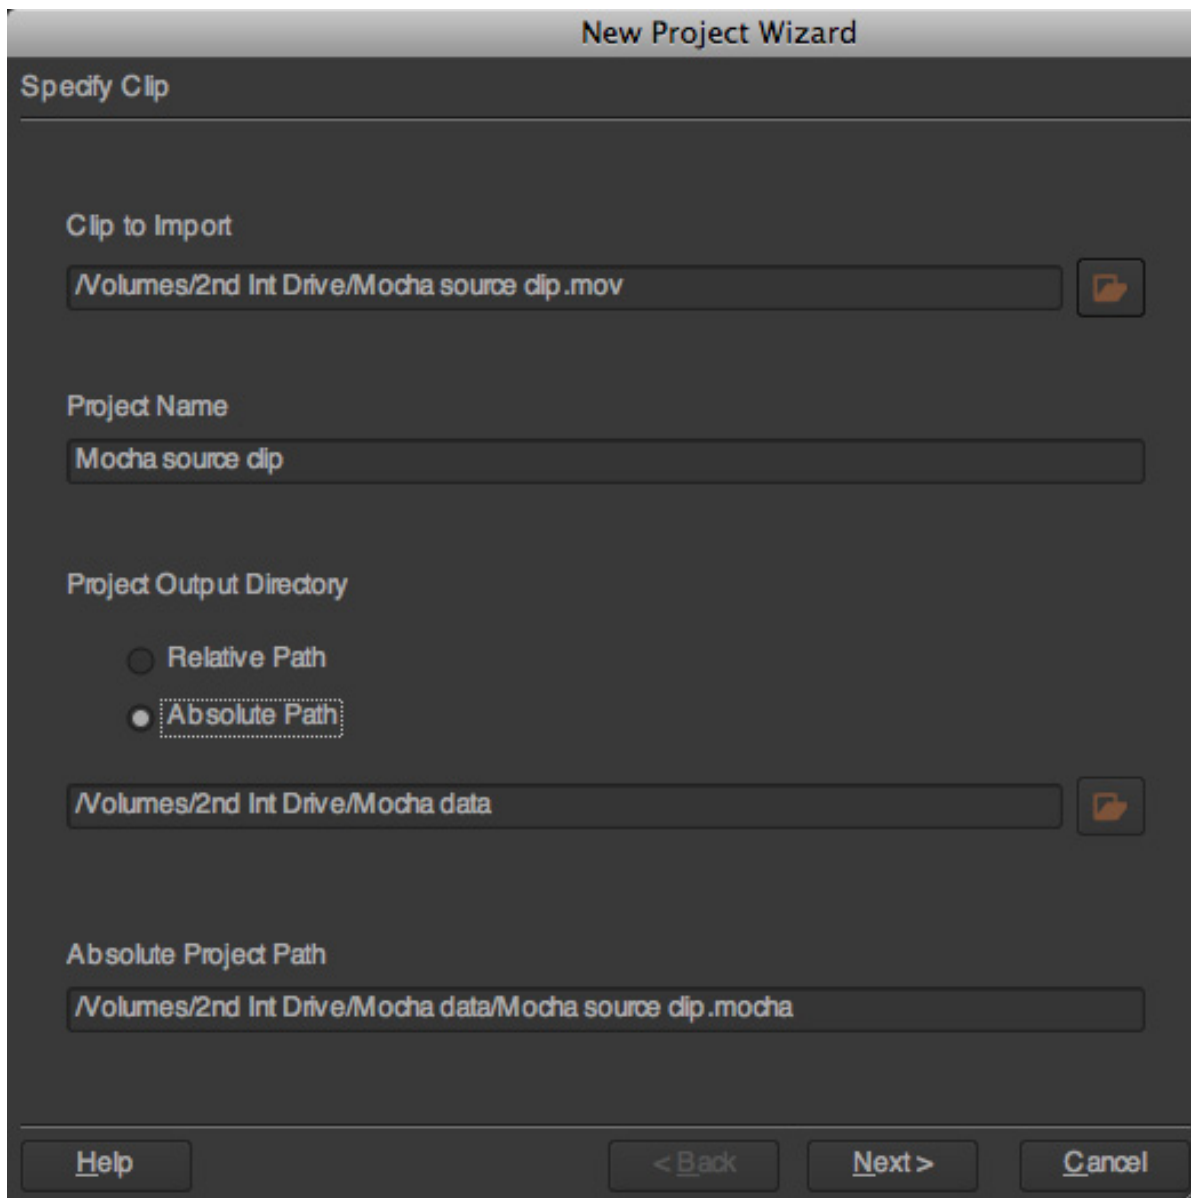 New Project Wizard
Specify Clip
Clip to Import
/Volumes/2nd Int Drive/Mocha source clip.mov
Project Name
Mocha source clip
Project Output Directory
Relative Path
Absolute Path
/Volumes/2nd Int Drive/Mocha data
Absolute Project Path
/Volumes/2nd Int Drive/Mocha data/Mocha source clip.mocha
Help < Back Next > Cancel